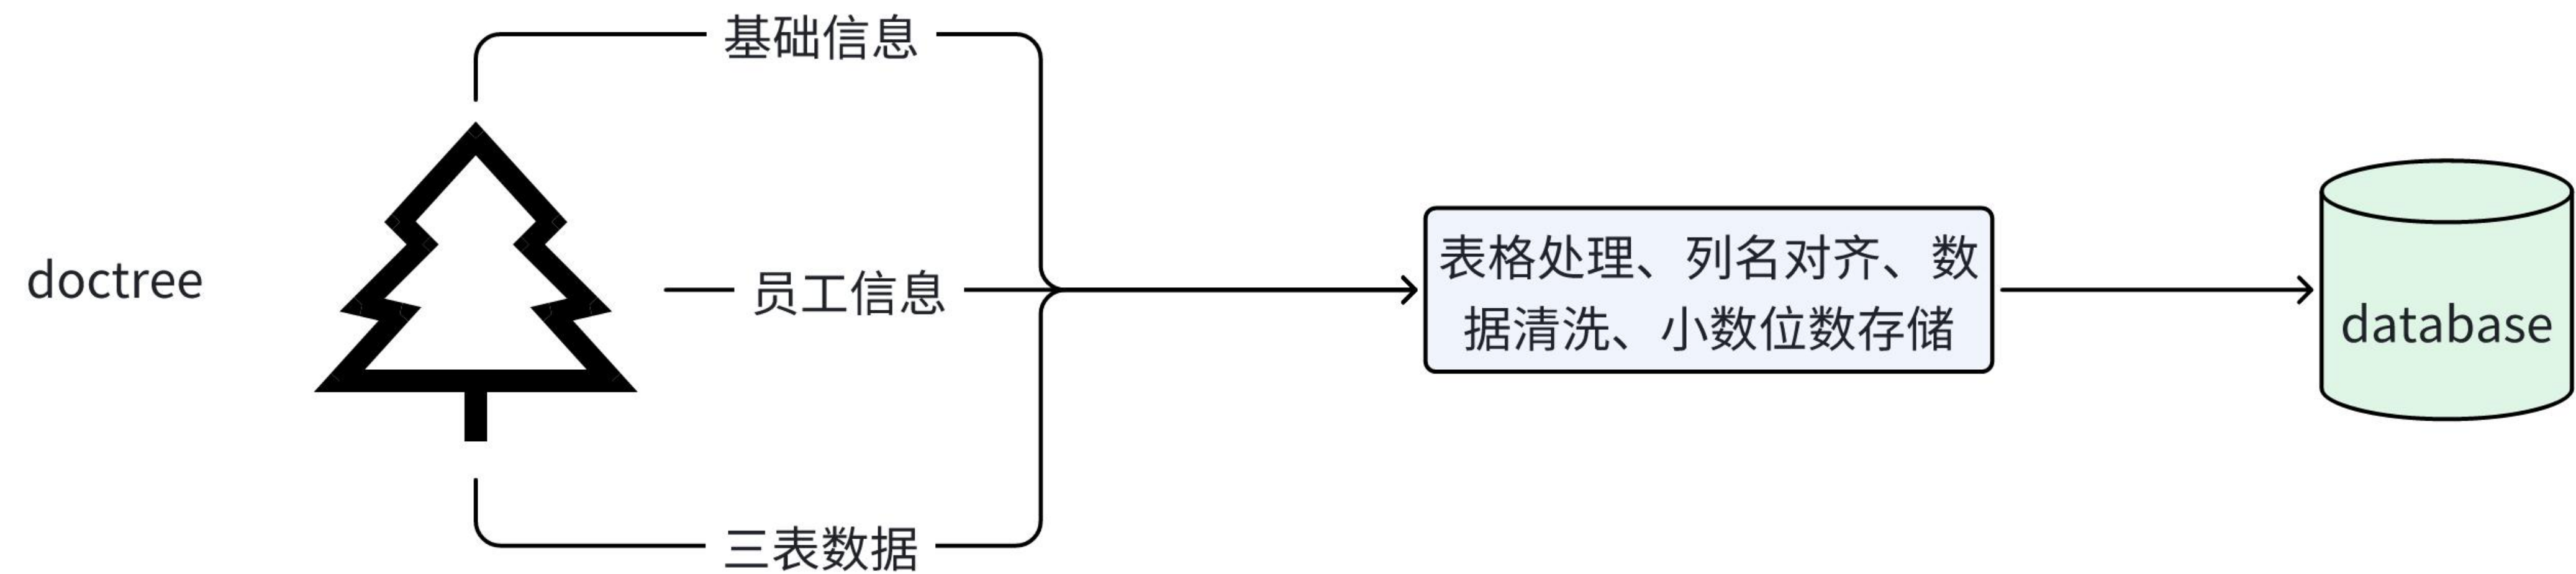 基础信息
doctree
员工信息
表格处理、列名对齐、数
据清洗、小数位数存储
database
三表数据